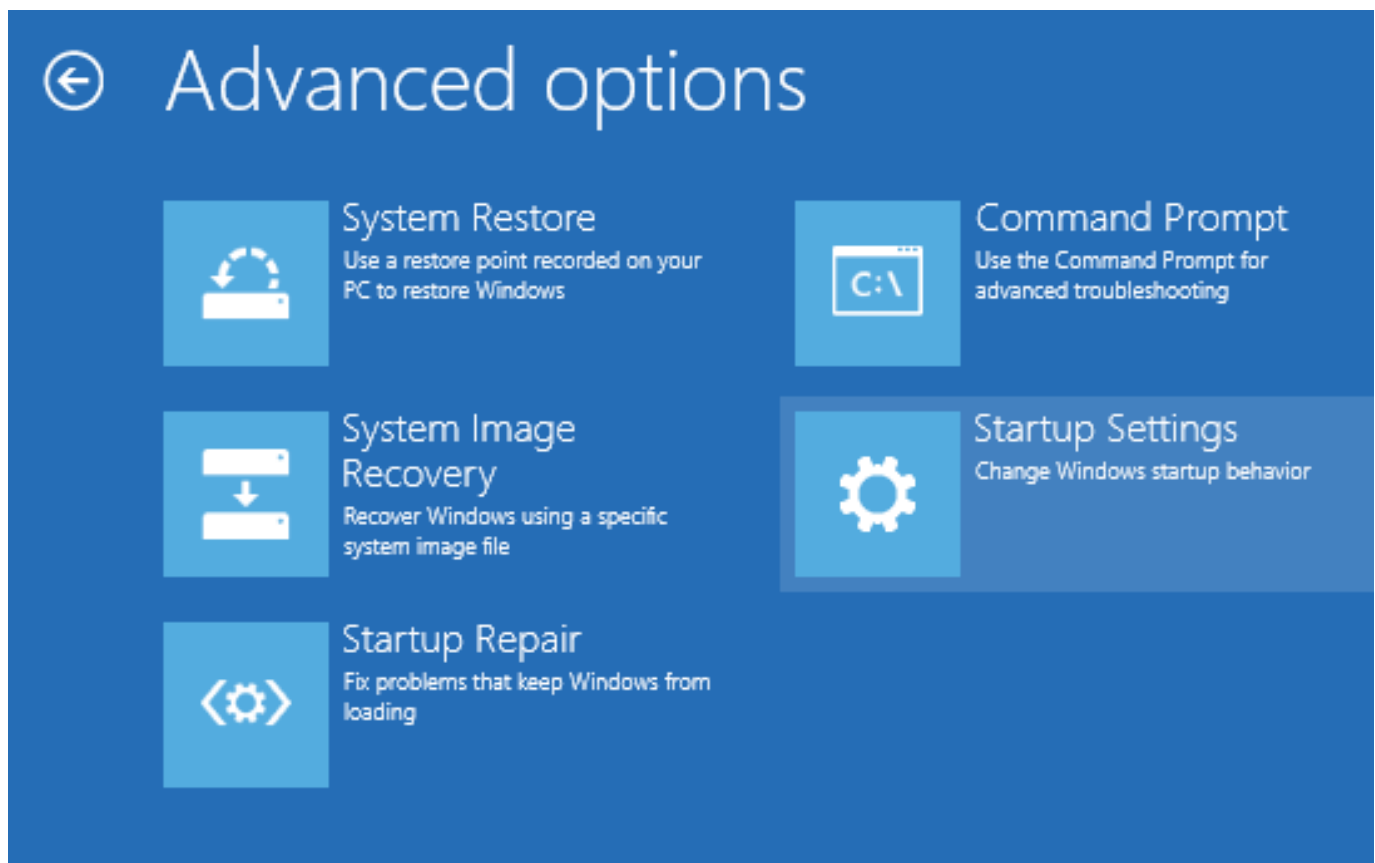 Advanced options
System Restore
Use a restore point recorded on your
PC to restore Windows
System Image
Recovery
Recover Windows using a specific
system image file
Startup Repair
Fix problems that keep Windows from
loading
Command Prompt
Use the Command Prompt for
advanced troubleshooting
C:\
Startup Settings
Change Windows startup behavior